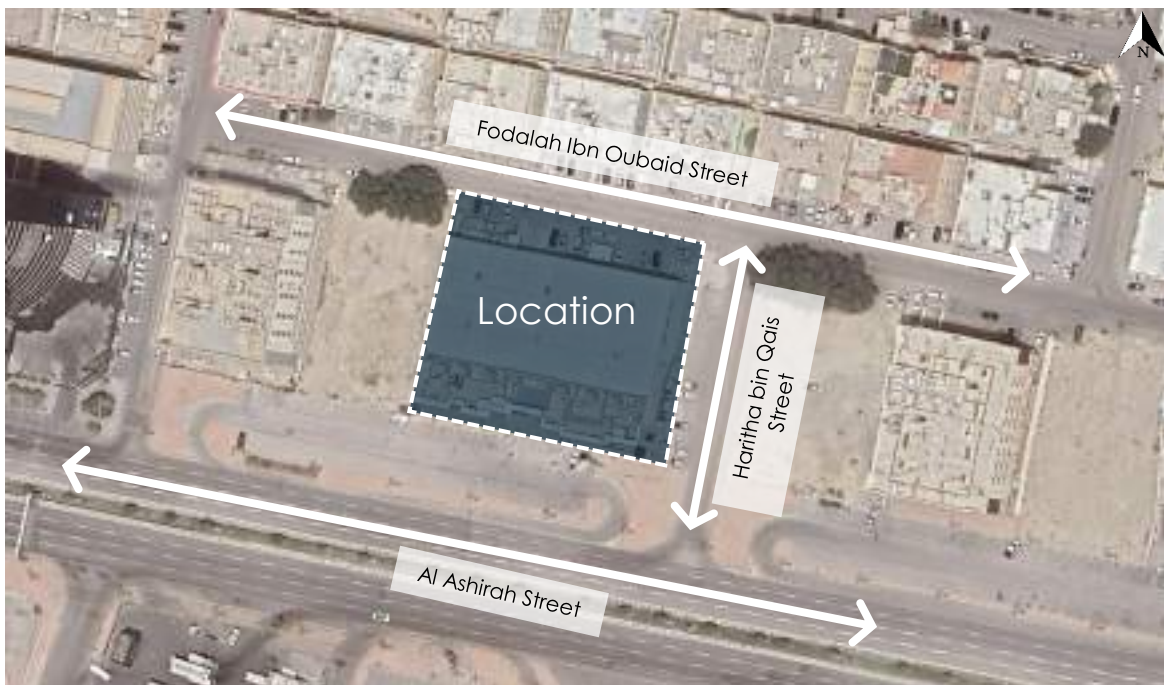 N
Fodalah Ibn Oubaid Street
Location
Haritha bin Qais
Street
Al Ashirah Street